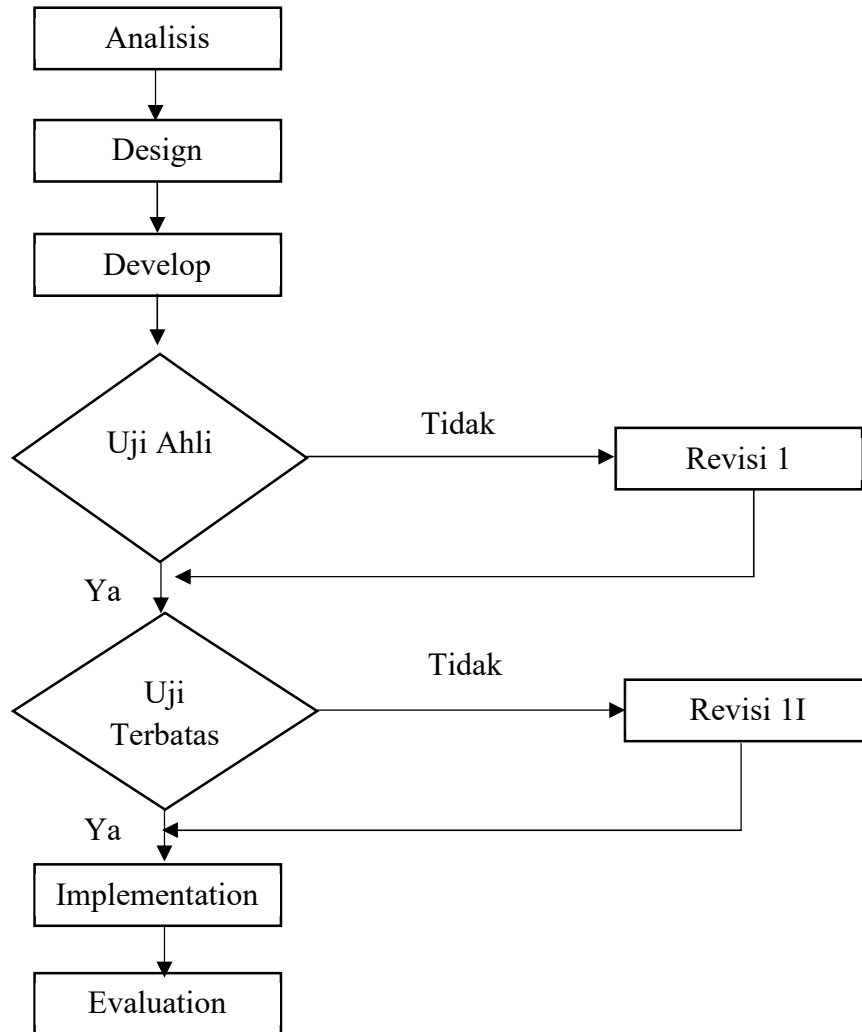 Analisis
Design
Develop
Uji Ahli
Tidak
Revisi 1
Ya
Tidak
Uji
Terbatas
Revisi 1I
Ya
Implementation
Evaluation